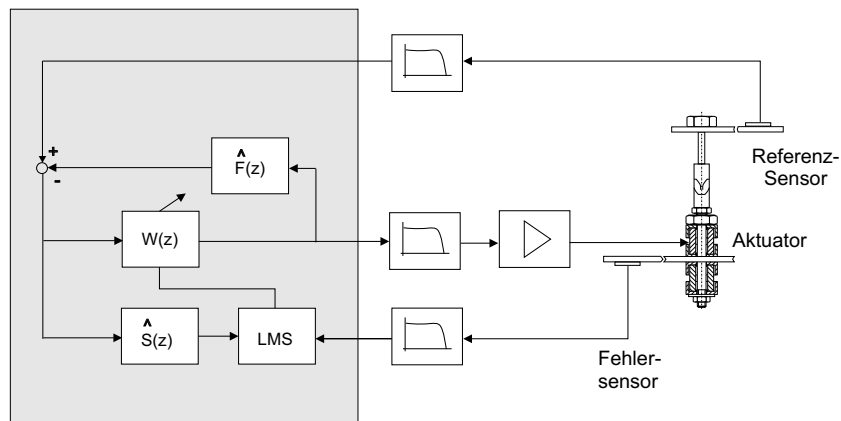 Referenz-
Sensor
+
-
^
F(z)
W(z)
Aktuator
^
S(z)
LMS
Fehler-
sensor